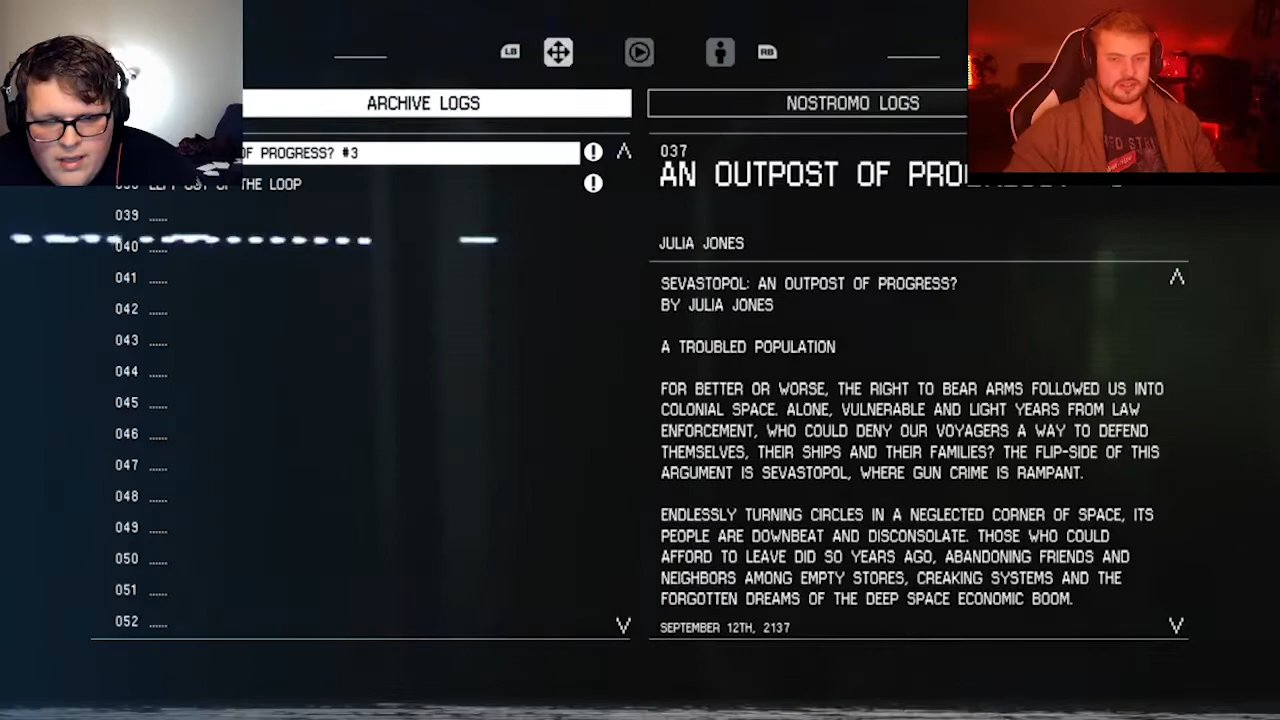 LB
RB
ARCHIVE LOGS
NOSTROMO LOGS
OF PROGRESS? #3
THE LOOP
039 ......
040 ......
041 ......
042 ......
043 ......
044 ......
045 ......
046 ......
047 ......
048 ......
049 ......
050 ......
051 ......
052 ......
037
AN OUTPOST OF
JULIA JONES
SEVASTOPOL: AN OUTPOST OF PROGRESS?
BY JULIA JONES
A TROUBLED POPULATION
FOR BETTER OR WORSE, THE RIGHT TO BEAR ARMS FOLLOWED US INTO
COLONIAL SPACE. ALONE, VULNERABLE AND LIGHT YEARS FROM LAW
ENFORCEMENT, WHO COULD DENY OUR VOYAGERS A WAY TO DEFEND
THEMSELVES, THEIR SHIPS AND THEIR FAMILIES? THE FLIP-SIDE OF THIS
ARGUMENT IS SEVASTOPOL, WHERE GUN CRIME IS RAMPANT.
ENDLESSLY TURNING CIRCLES IN A NEGLECTED CORNER OF SPACE, ITS
PEOPLE ARE DOWNBEAT AND DISCONSOLATE. THOSE WHO COULD
AFFORD TO LEAVE DID SO YEARS AGO, ABANDONING FRIENDS AND
NEIGHBORS AMONG EMPTY STORES, CREAKING SYSTEMS AND THE
FORGOTTEN DREAMS OF THE DEEP SPACE ECONOMIC BOOM.
SEPTEMBER 12TH, 2137